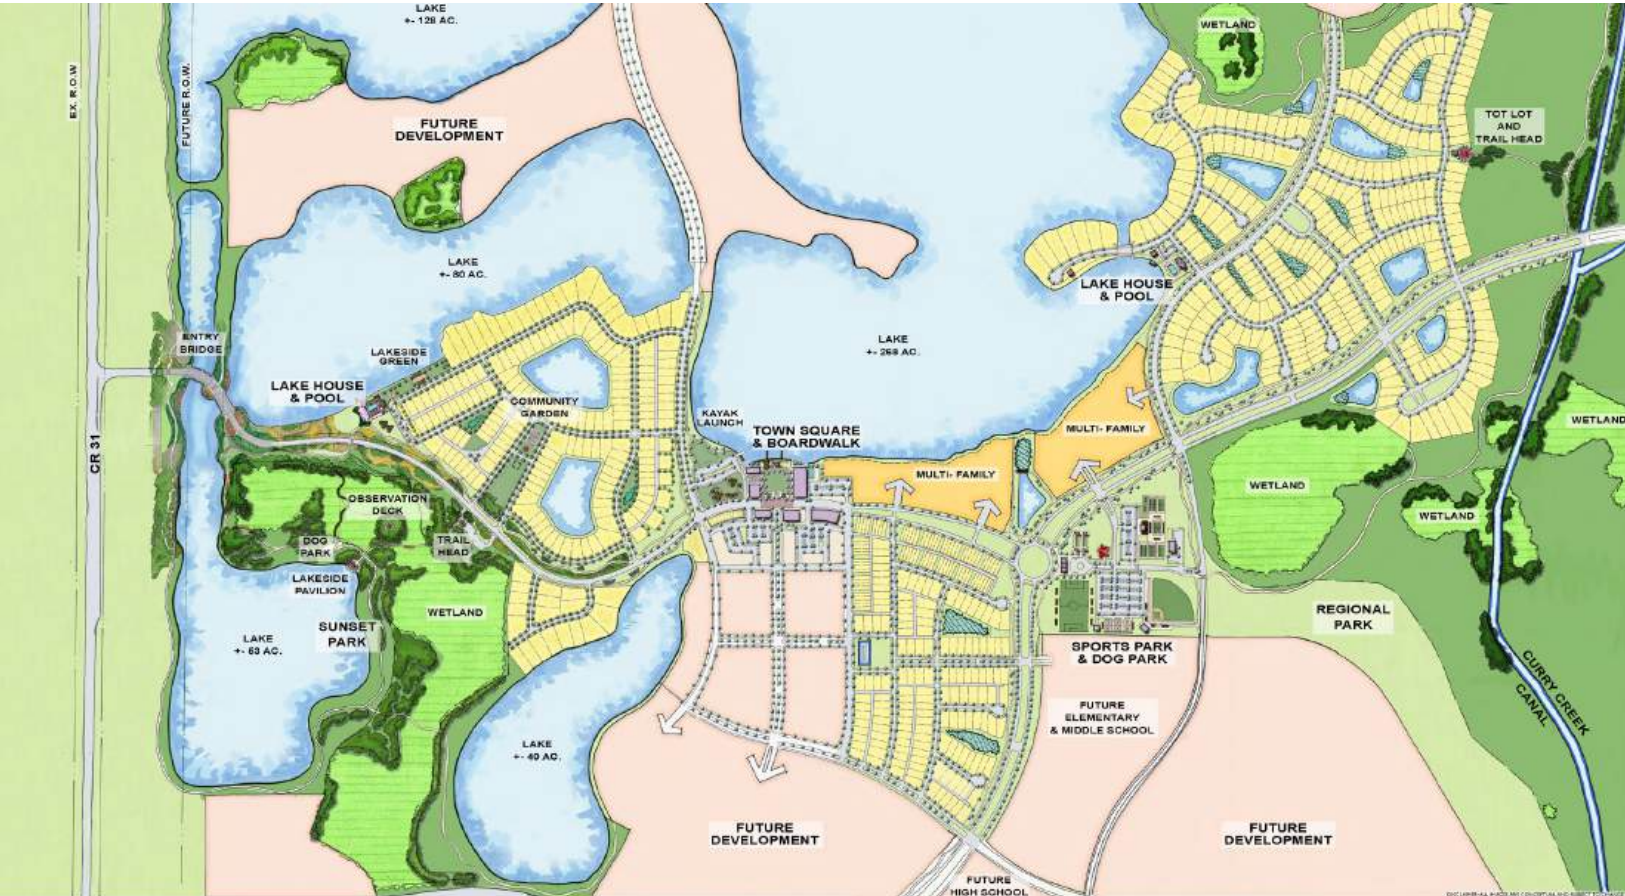 LAKE
+- 128 AC.
WETLAND
EX. R.O.W.
FUTURE R.O.W.
FUTURE
DEVELOPMENT
TOT LOT
AND
TRAIL HEAD
LAKE
+- 80 AC.
LAKE HOUSE
& POOL
ENTRY
BRIDGE
LAKESIDE
GREEN
LAKE
+- 268 AC.
LAKE HOUSE
& POOL
COMMUNITY
GARDEN
KAYAK
LAUNCH
TOWN SQUARE
& BOARDWALK
MULTI- FAMILY
WETLAND
CR 31
MULTI- FAMILY
WETLAND
OBSERVATION
DECK
WETLAND
DOG
PARK
TRAIL
HEAD
LAKESIDE
PAVILION
WETLAND
REGIONAL
PARK
SUNSET
PARK
LAKE
+- 63 AC.
SPORTS PARK
& DOG PARK
CURRY CREEK
CANAL
FUTURE
ELEMENTARY
& MIDDLE SCHOOL
LAKE
+- 40 AC.
FUTURE
DEVELOPMENT
FUTURE
DEVELOPMENT
FUTURE
HIGH SCHOOL